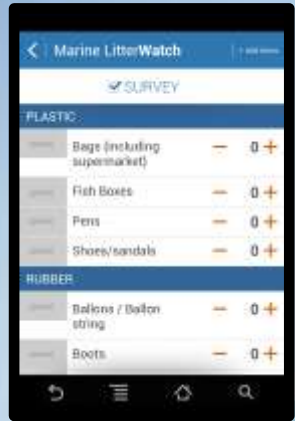 Marine LitterWatch
SURVEY
PLASTIC
Bags (including
supermarket)
0
Fish Boxes
0
Pens
0
Shoes/sandals
0
RUBBER
Ballons / Ballon
string
0
Boots
0